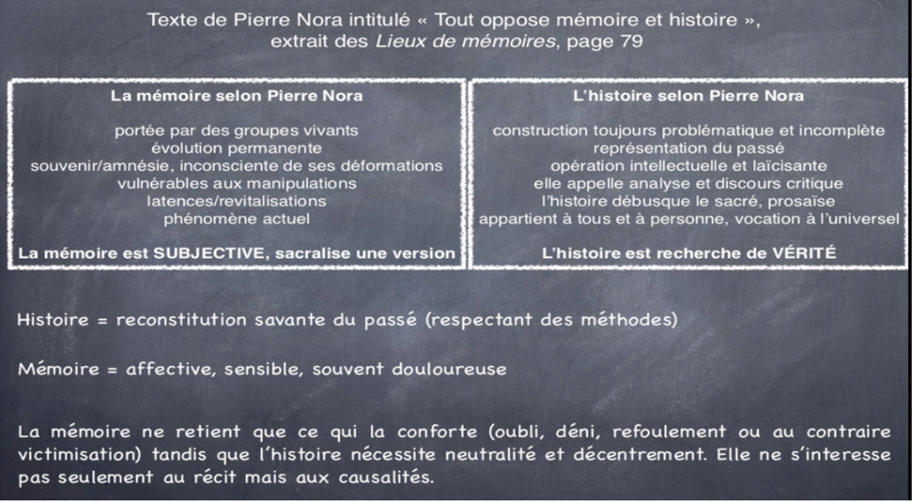 Texte de Pierre Nora intitulé « Tout oppose mémoire et histoire »,
extrait des Lieux de mémoires, page 79
La mémoire selon Pierre Nora
portée par des groupes vivants
évolution permanente
souvenir/amnésie, inconsciente de ses déformations
vulnérables aux manipulations
latences/revitalisations
phénomène actuel
La mémoire est SUBJECTIVE, sacralise une version
L'histoire selon Pierre Nora
construction toujours problématique et incomplète
représentation du passé
opération intellectuelle et laïcisante
elle appelle analyse et discours critique
l'histoire débusque le sacré, prosaïse
appartient à tous et à personne, vocation à l'universel
L'histoire est recherche de VÉRITÉ
Histoire = reconstitution savante du passé (respectant des méthodes)
Mémoire = affective, sensible, souvent douloureuse
La mémoire ne retient que ce qui la conforte (oubli, déni, refoulement ou au contraire
victimisation) tandis que l'histoire nécessite neutralité et décentrement. Elle ne s'interesse
pas seulement au récit mais aux causalités.